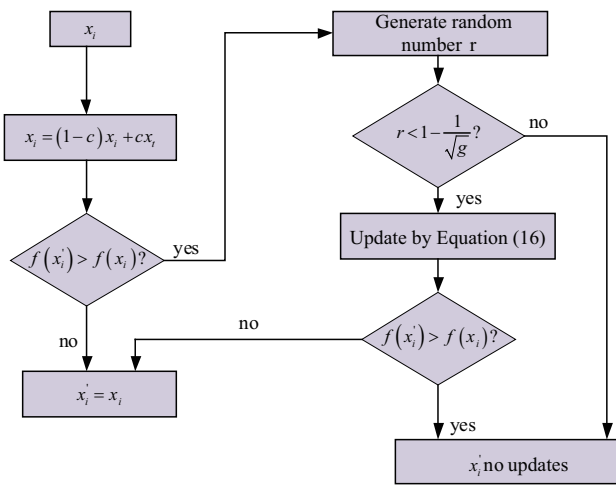 x_i
x_i = (1−c) x_i + cx_t
f(x_i') > f(x_i)?
yes
no
x_i' = x_i
Generate random
number r
r < 1 − 1/√g ?
no
yes
Update by Equation (16)
f(x_i') > f(x_i)?
no
yes
x_i' no updates